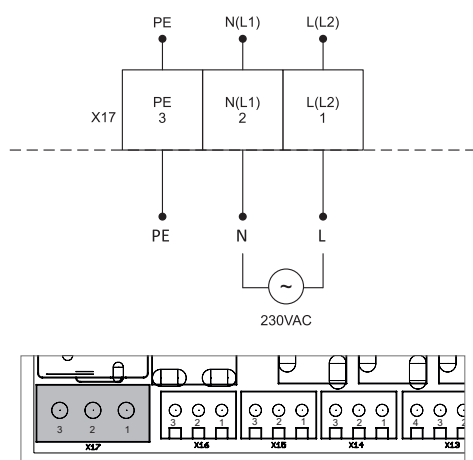 PE N(L1) L(L2)
X17
PE N(L1) L(L2)
3 2 1
PE N L
~
230VAC
3 2 1 3 2 1 3 2 1 3 2 1 4 3 2
X17 X16 X15 X14 X13